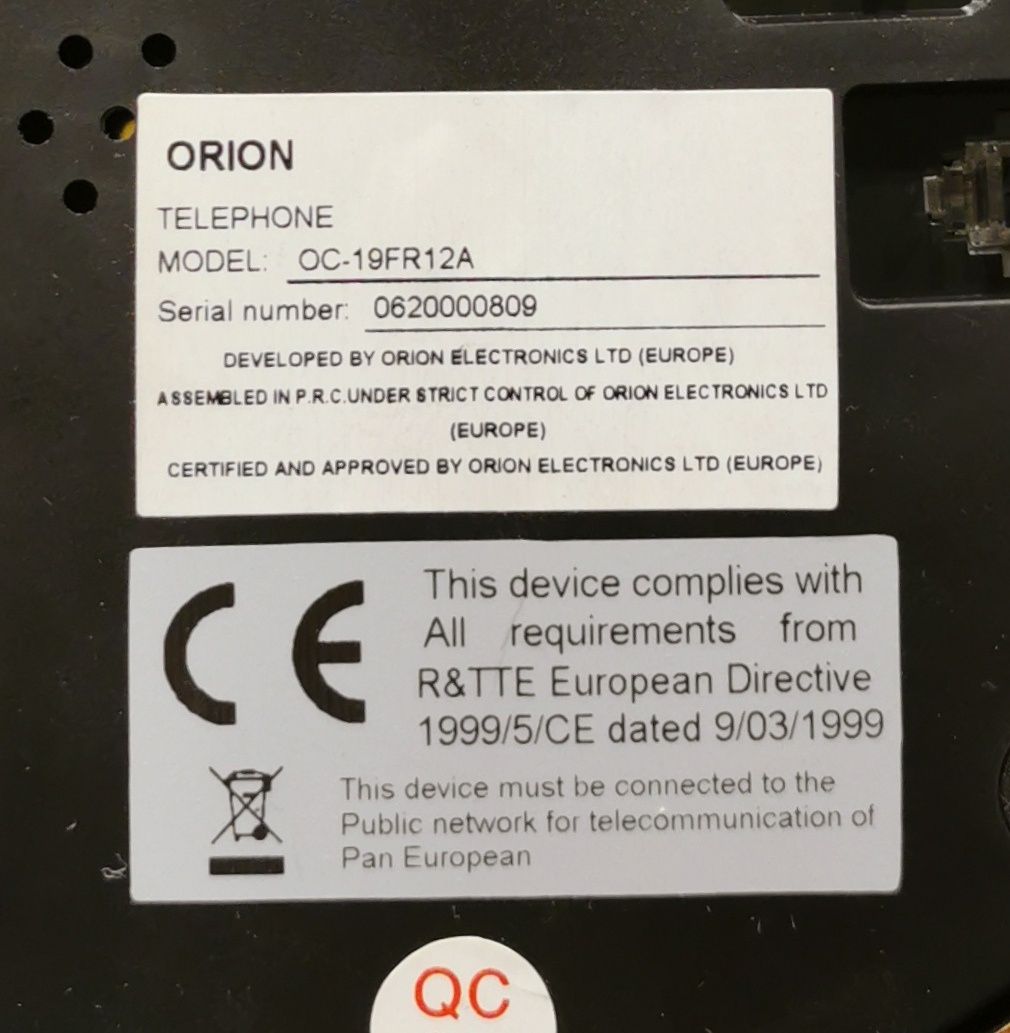 ORION
TELEPHONE
MODEL: OC-19FR12A
Serial number: 0620000809
DEVELOPED BY ORION ELECTRONICS LTD (EUROPE)
ASSEMBLED IN P.R.C.UNDER STRICT CONTROL OF ORION ELECTRONICS LTD
(EUROPE)
CERTIFIED AND APPROVED BY ORION ELECTRONICS LTD (EUROPE)
CE
This device complies with
All requirements from
R&TTE European Directive
1999/5/CE dated 9/03/1999
This device must be connected to the
Public network for telecommunication of
Pan European
QC